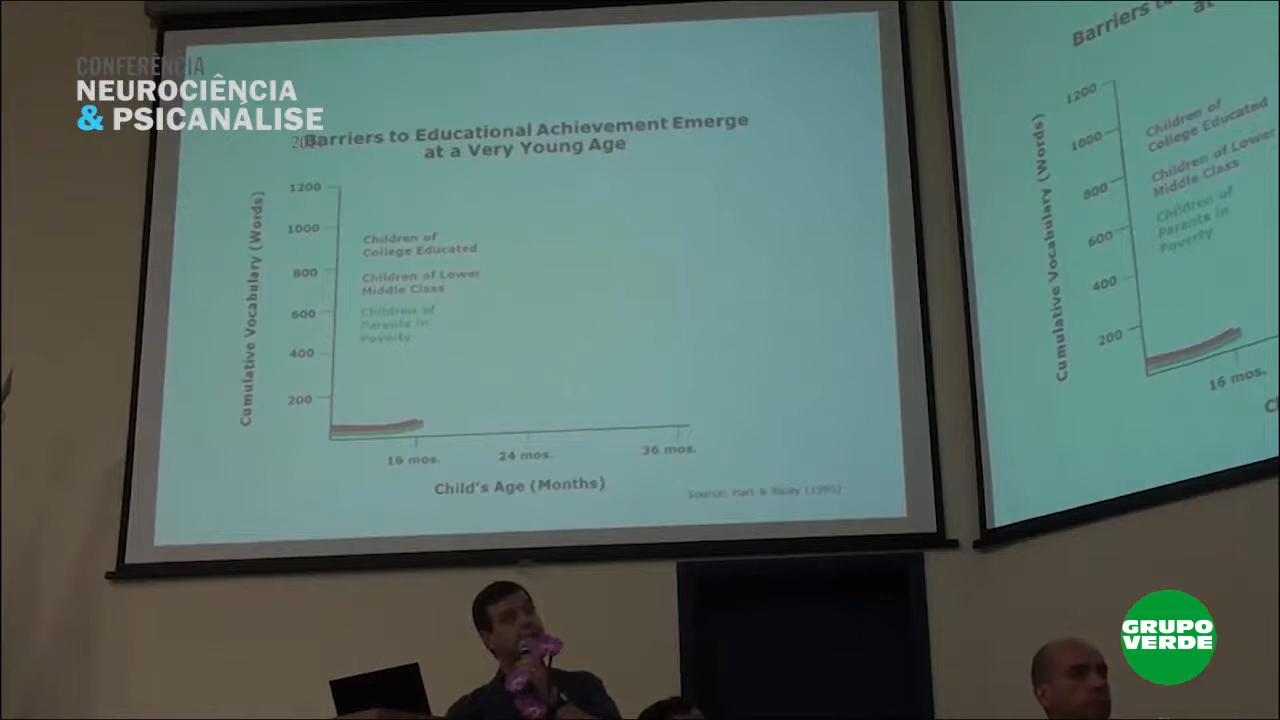 CONFERÊNCIA
NEUROCIÊNCIA
& PSICANÁLISE
Barriers to Educational Achievement Emerge
at a Very Young Age
Cumulative Vocabulary (Words)
1200
1000
800
600
400
200
Children of
College Educated
Children of Lower
Middle Class
Children of
Parents in
Poverty
16 mos.
24 mos.
36 mos.
Child's Age (Months)
Source: Hart & Risley (1995)
Barriers to
at
Cumulative Vocabulary (Words)
1200
1000
800
600
400
200
Children of
College Educated
Children of Lower
Middle Class
Children of
Parents in
Poverty
16 mos.
C
GRUPO
VERDE